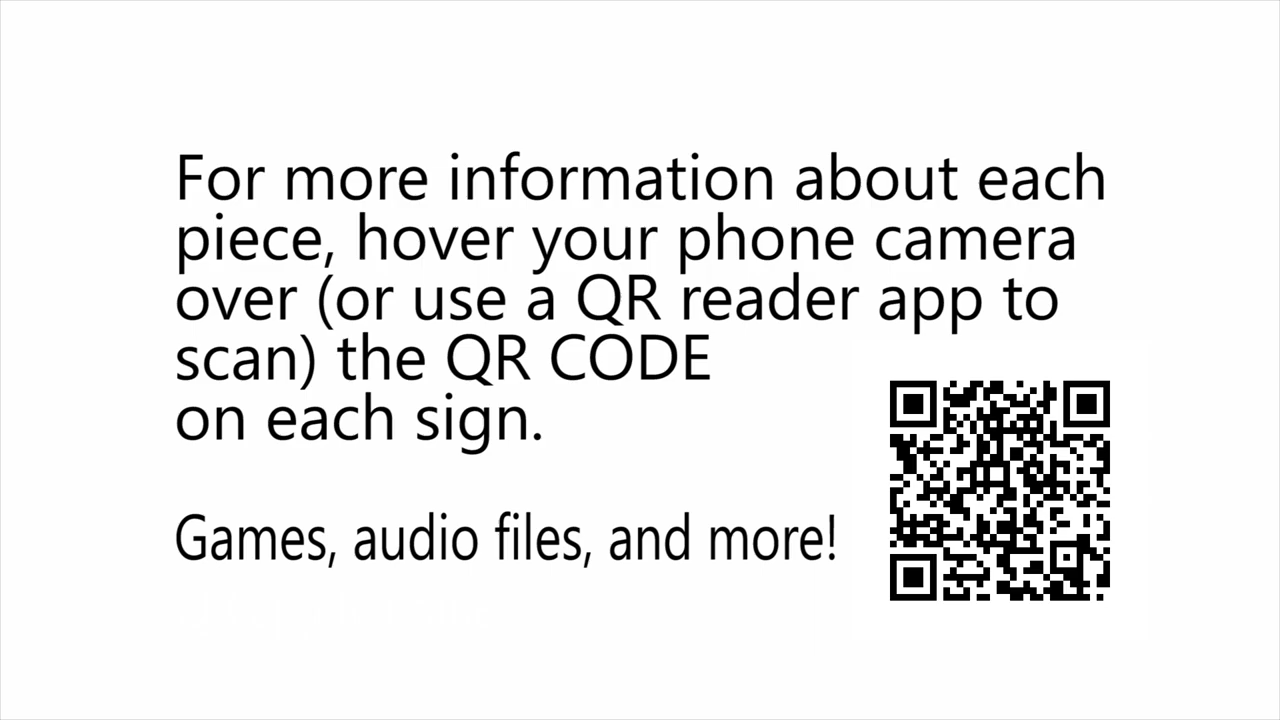 For more information about each
piece, hover your phone camera
over (or use a QR reader app to
scan) the QR CODE
on each sign.
Games, audio files, and more!